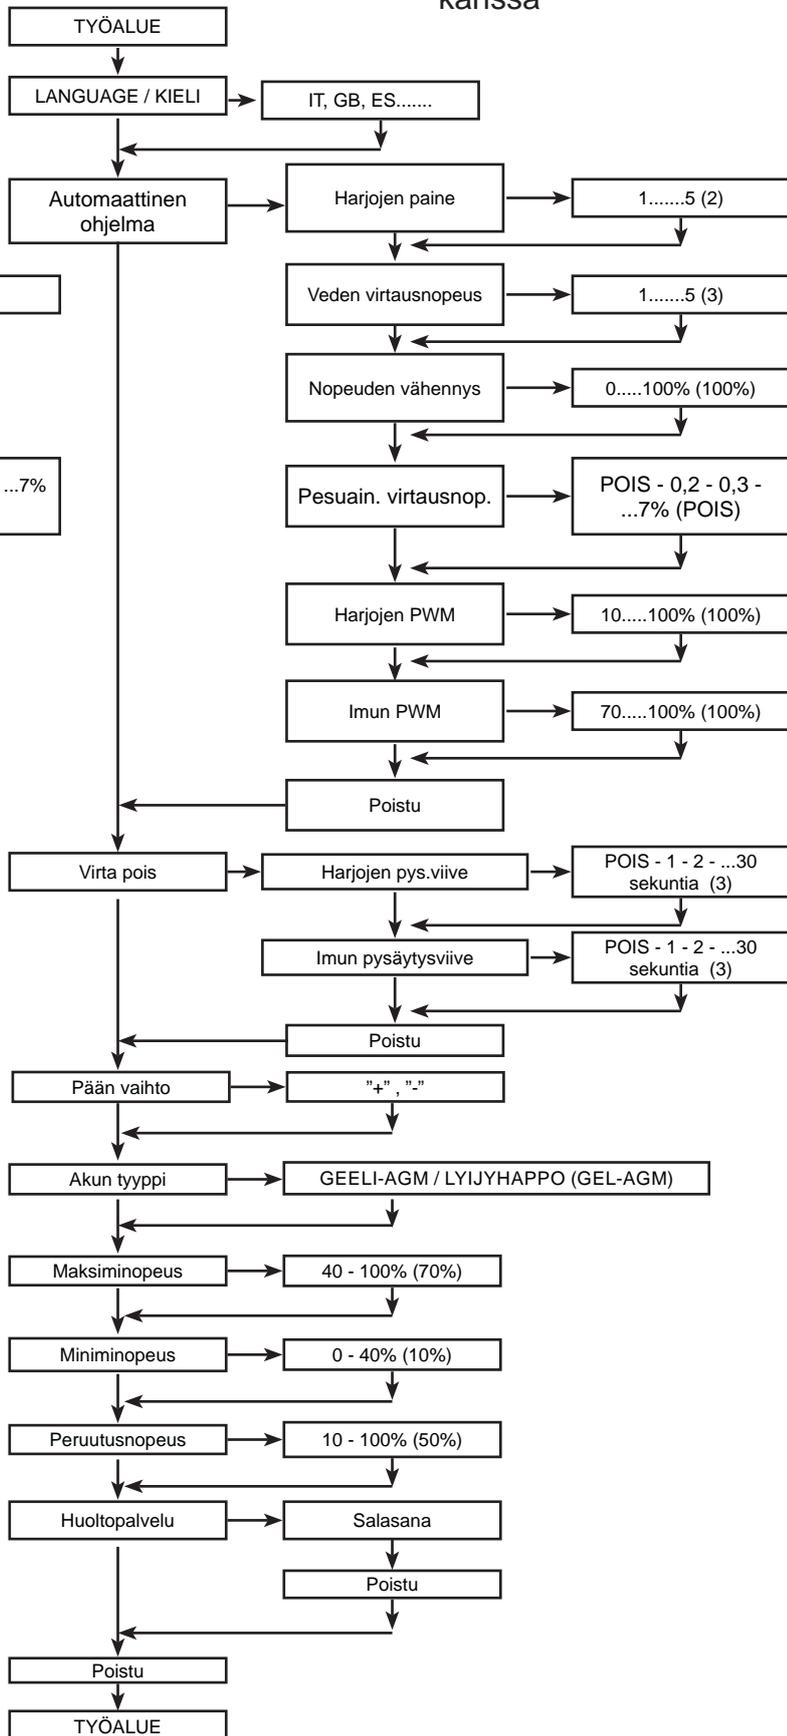 kanssa
TYÖALUE
LANGUAGE / KIELI
IT, GB, ES.......
Automaattinen
ohjelma
Harjojen paine
1.......5 (2)
Veden virtausnopeus
1.......5 (3)
Nopeuden vähennys
0.....100% (100%)
...7%
Pesuain. virtausnop.
POIS - 0,2 - 0,3 -
...7% (POIS)
Harjojen PWM
10.....100% (100%)
Imun PWM
70.....100% (100%)
Poistu
Virta pois
Harjojen pys.viive
POIS - 1 - 2 - ...30
sekuntia (3)
Imun pysäytysviive
POIS - 1 - 2 - ...30
sekuntia (3)
Poistu
Pään vaihto
”+” , ”-”
Akun tyyppi
GEELI-AGM / LYIJYHAPPO (GEL-AGM)
Maksiminopeus
40 - 100% (70%)
Miniminopeus
0 - 40% (10%)
Peruutusnopeus
10 - 100% (50%)
Huoltopalvelu
Salasana
Poistu
Poistu
TYÖALUE